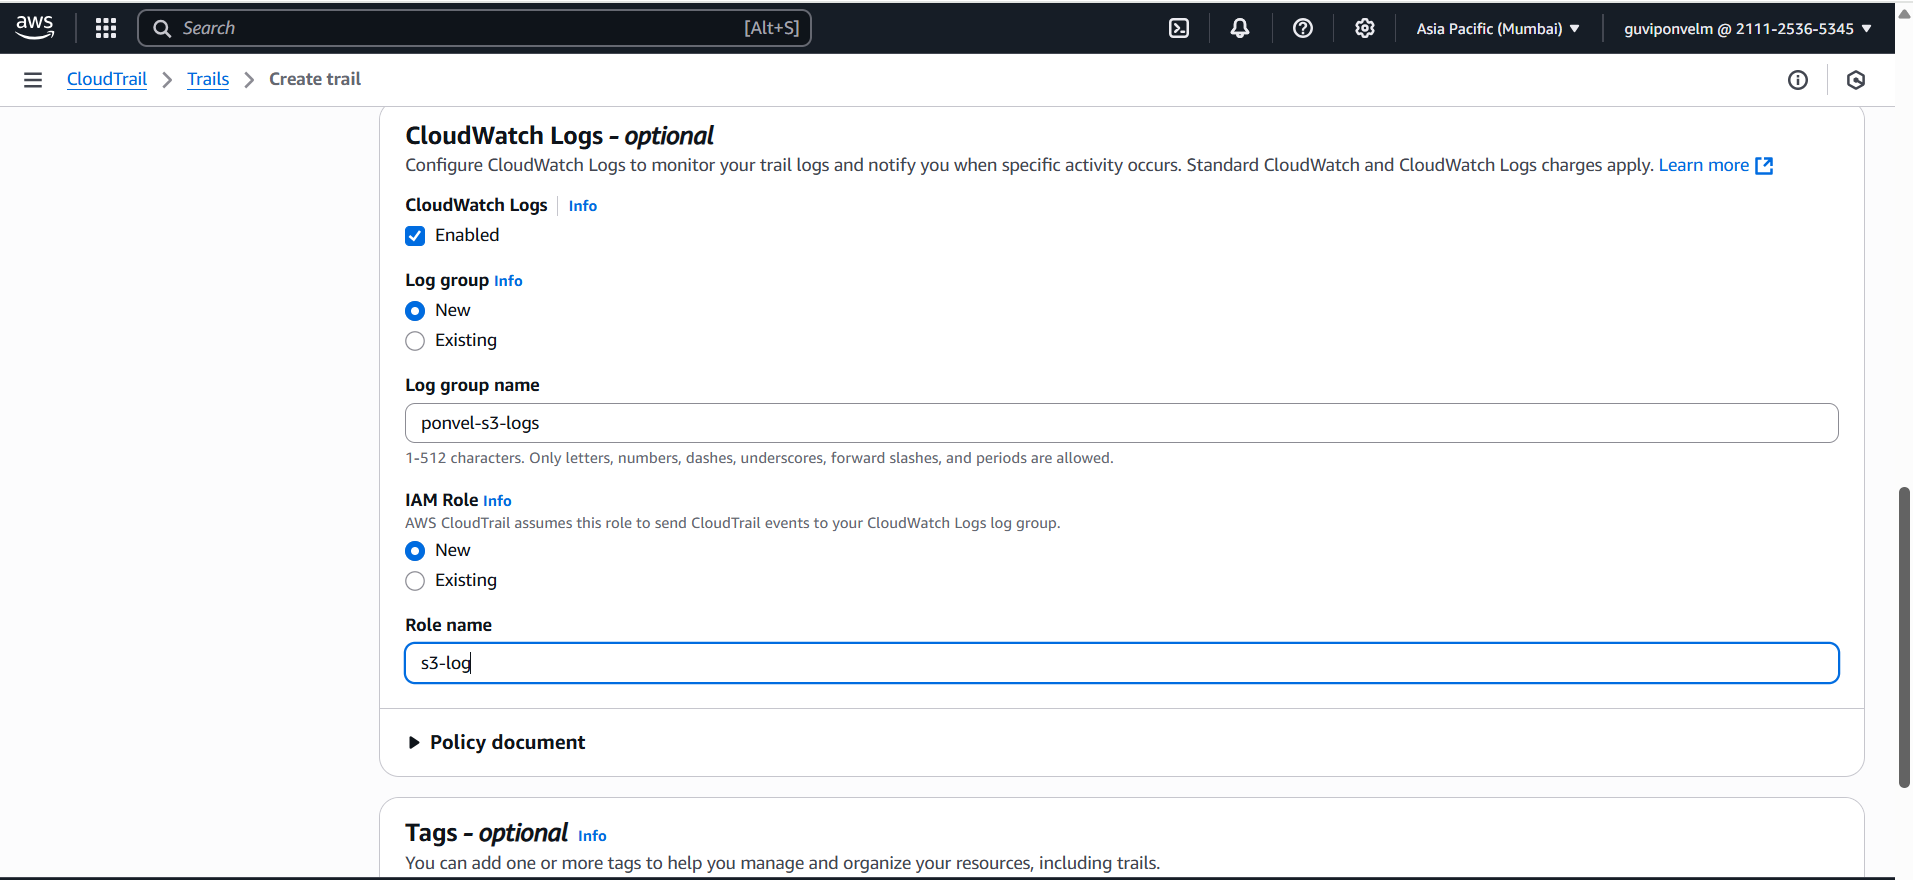 aws
Search [Alt+S]
Asia Pacific (Mumbai)
guviponvelm @ 2111-2536-5345
CloudTrail
Trails
Create trail
CloudWatch Logs - optional
Configure CloudWatch Logs to monitor your trail logs and notify you when specific activity occurs. Standard CloudWatch and CloudWatch Logs charges apply. Learn more
CloudWatch Logs Info
Enabled
Log group Info
New
Existing
Log group name
ponvel-s3-logs
1-512 characters. Only letters, numbers, dashes, underscores, forward slashes, and periods are allowed.
IAM Role Info
AWS CloudTrail assumes this role to send CloudTrail events to your CloudWatch Logs log group.
New
Existing
Role name
s3-log
Policy document
Tags - optional Info
You can add one or more tags to help you manage and organize your resources, including trails.